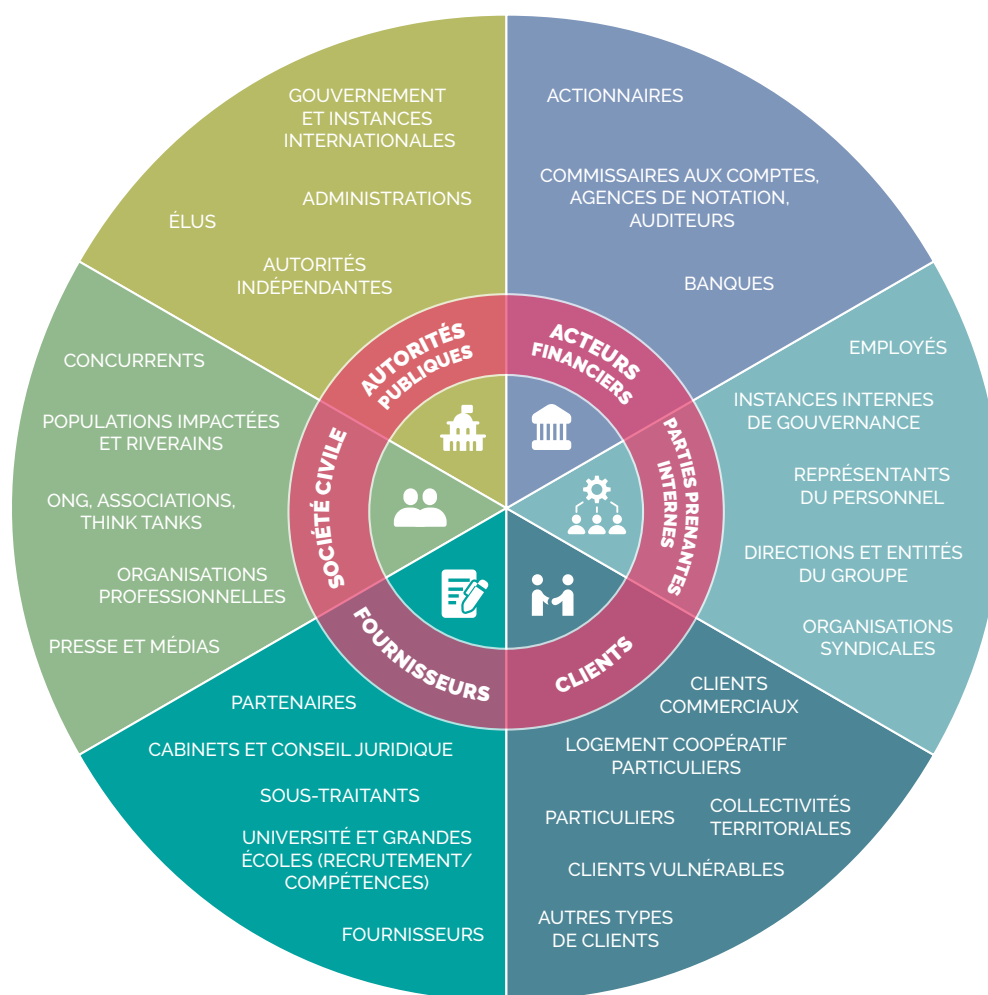 GOUVERNEMENT
ET INSTANCES
INTERNATIONALES
ADMINISTRATIONS
ÉLUS
AUTORITÉS
INDÉPENDANTES
ACTIONNAIRES
COMMISSAIRES AUX COMPTES,
AGENCES DE NOTATION,
AUDITEURS
BANQUES
EMPLOYÉS
INSTANCES INTERNES
DE GOUVERNANCE
REPRÉSENTANTS
DU PERSONNEL
DIRECTIONS ET ENTITÉS
DU GROUPE
ORGANISATIONS
SYNDICALES
CONCURRENTS
POPULATIONS IMPACTÉES
ET RIVERAINS
ONG, ASSOCIATIONS,
THINK TANKS
ORGANISATIONS
PROFESSIONNELLES
PRESSE ET MÉDIAS
AUTORITÉS
PUBLIQUES
ACTEURS
FINANCIERS
PARTIES PRENANTES
INTERNES
CLIENTS
FOURNISSEURS
SOCIÉTÉ CIVILE
PARTENAIRES
CABINETS ET CONSEIL JURIDIQUE
SOUS-TRAITANTS
UNIVERSITÉ ET GRANDES
ÉCOLES (RECRUTEMENT/
COMPÉTENCES)
FOURNISSEURS
CLIENTS
COMMERCIAUX
LOGEMENT COOPÉRATIF
PARTICULIERS
PARTICULIERS
COLLECTIVITÉS
TERRITORIALES
CLIENTS VULNÉRABLES
AUTRES TYPES
DE CLIENTS